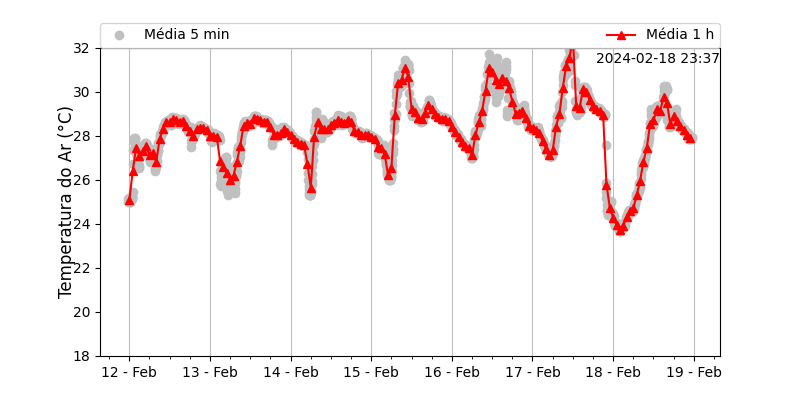 Média 5 min
Média 1 h
2024-02-18 23:37
Temperatura do Ar (°C)
32
30
28
26
24
22
20
18
12 - Feb
13 - Feb
14 - Feb
15 - Feb
16 - Feb
17 - Feb
18 - Feb
19 - Feb